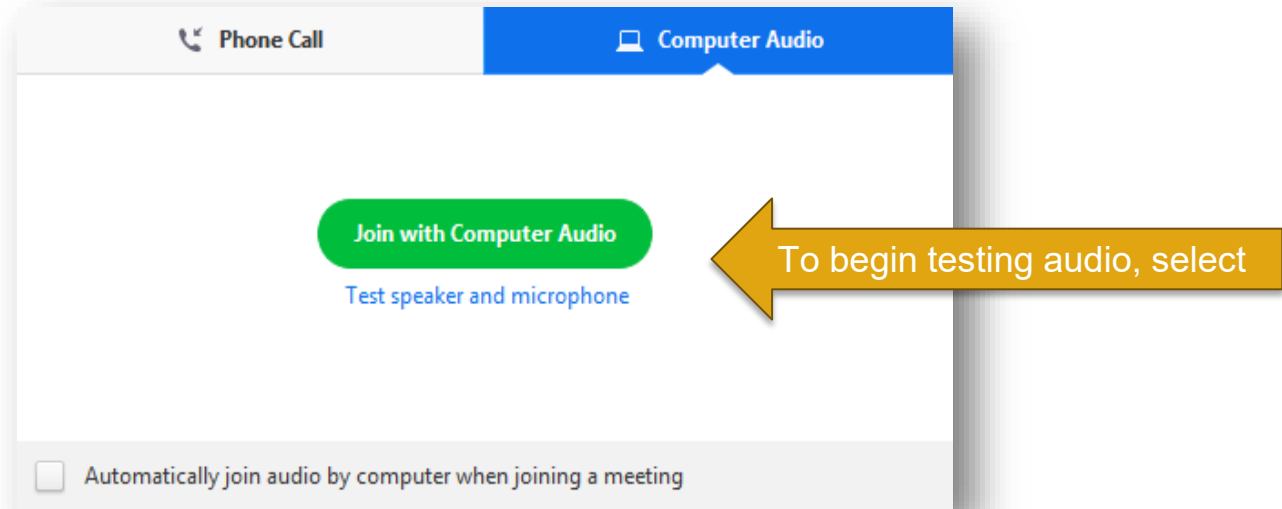 Phone Call
Computer Audio
Join with Computer Audio
To begin testing audio, select
Test speaker and microphone
Automatically join audio by computer when joining a meeting